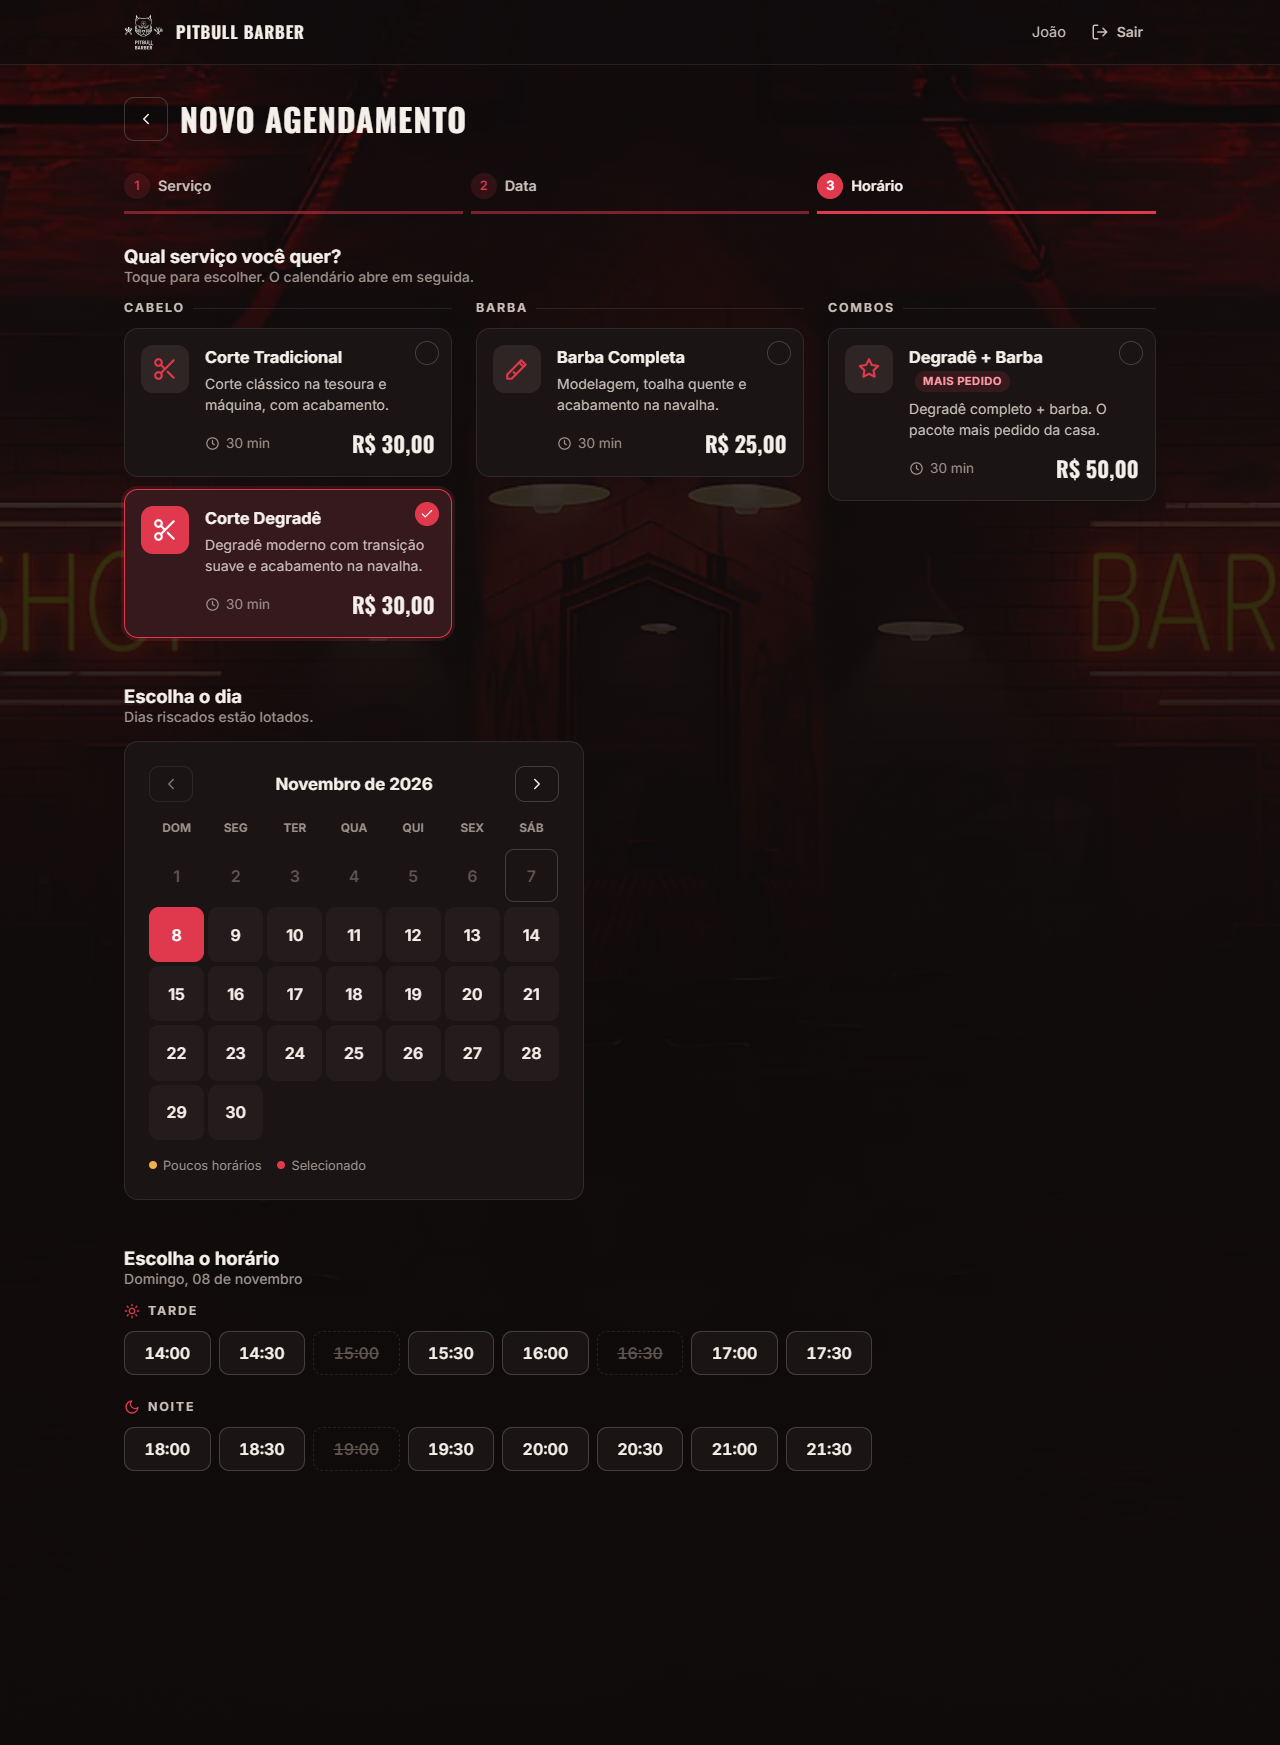 PITBULL BARBER
PITBULL
BARBER
João
Sair
NOVO AGENDAMENTO
1 Serviço
2 Data
3 Horário
Qual serviço você quer?
Toque para escolher. O calendário abre em seguida.
CABELO
Corte Tradicional
Corte clássico na tesoura e
máquina, com acabamento.
30 min
R$ 30,00
Corte Degradê
Degradê moderno com transição
suave e acabamento na navalha.
30 min
R$ 30,00
BARBA
Barba Completa
Modelagem, toalha quente e
acabamento na navalha.
30 min
R$ 25,00
COMBOS
Degradê + Barba
MAIS PEDIDO
Degradê completo + barba. O
pacote mais pedido da casa.
30 min
R$ 50,00
SHOP
BAR
Escolha o dia
Dias riscados estão lotados.
Novembro de 2026
DOM SEG TER QUA QUI SEX SÁB
1 2 3 4 5 6 7
8 9 10 11 12 13 14
15 16 17 18 19 20 21
22 23 24 25 26 27 28
29 30
Poucos horários
Selecionado
Escolha o horário
Domingo, 08 de novembro
TARDE
14:00 14:30 15:00 15:30 16:00 16:30 17:00 17:30
NOITE
18:00 18:30 19:00 19:30 20:00 20:30 21:00 21:30